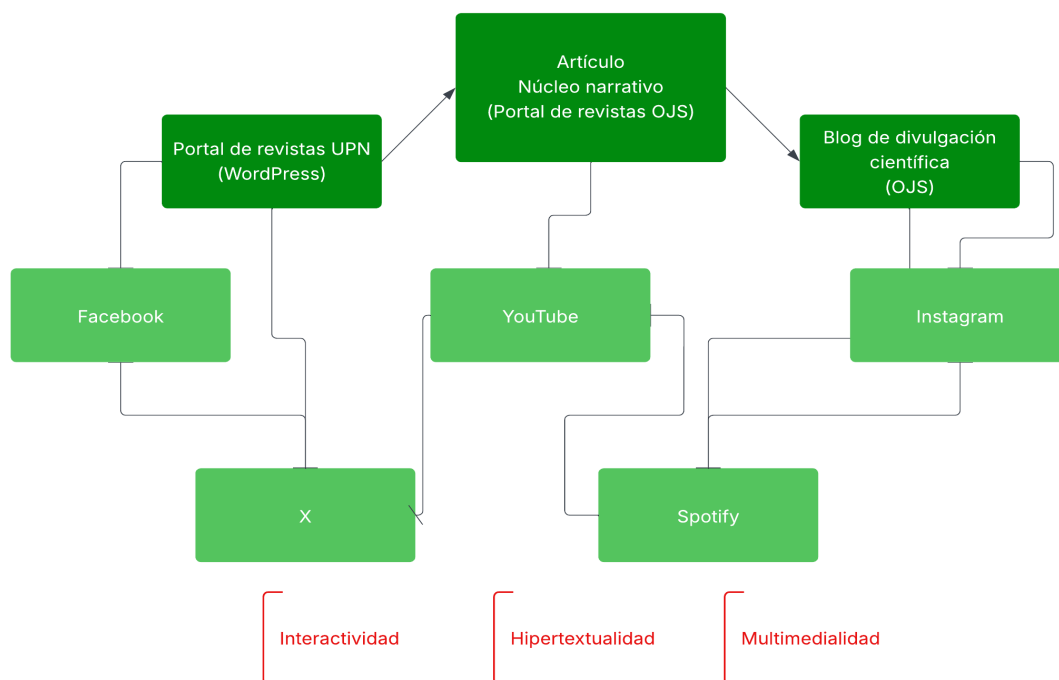 Artículo
Núcleo narrativo
(Portal de revistas OJS)
Portal de revistas UPN
(WordPress)
Blog de divulgación
científica
(OJS)
Facebook
YouTube
Instagram
X
Spotify
Interactividad
Hipertextualidad
Multimedialidad